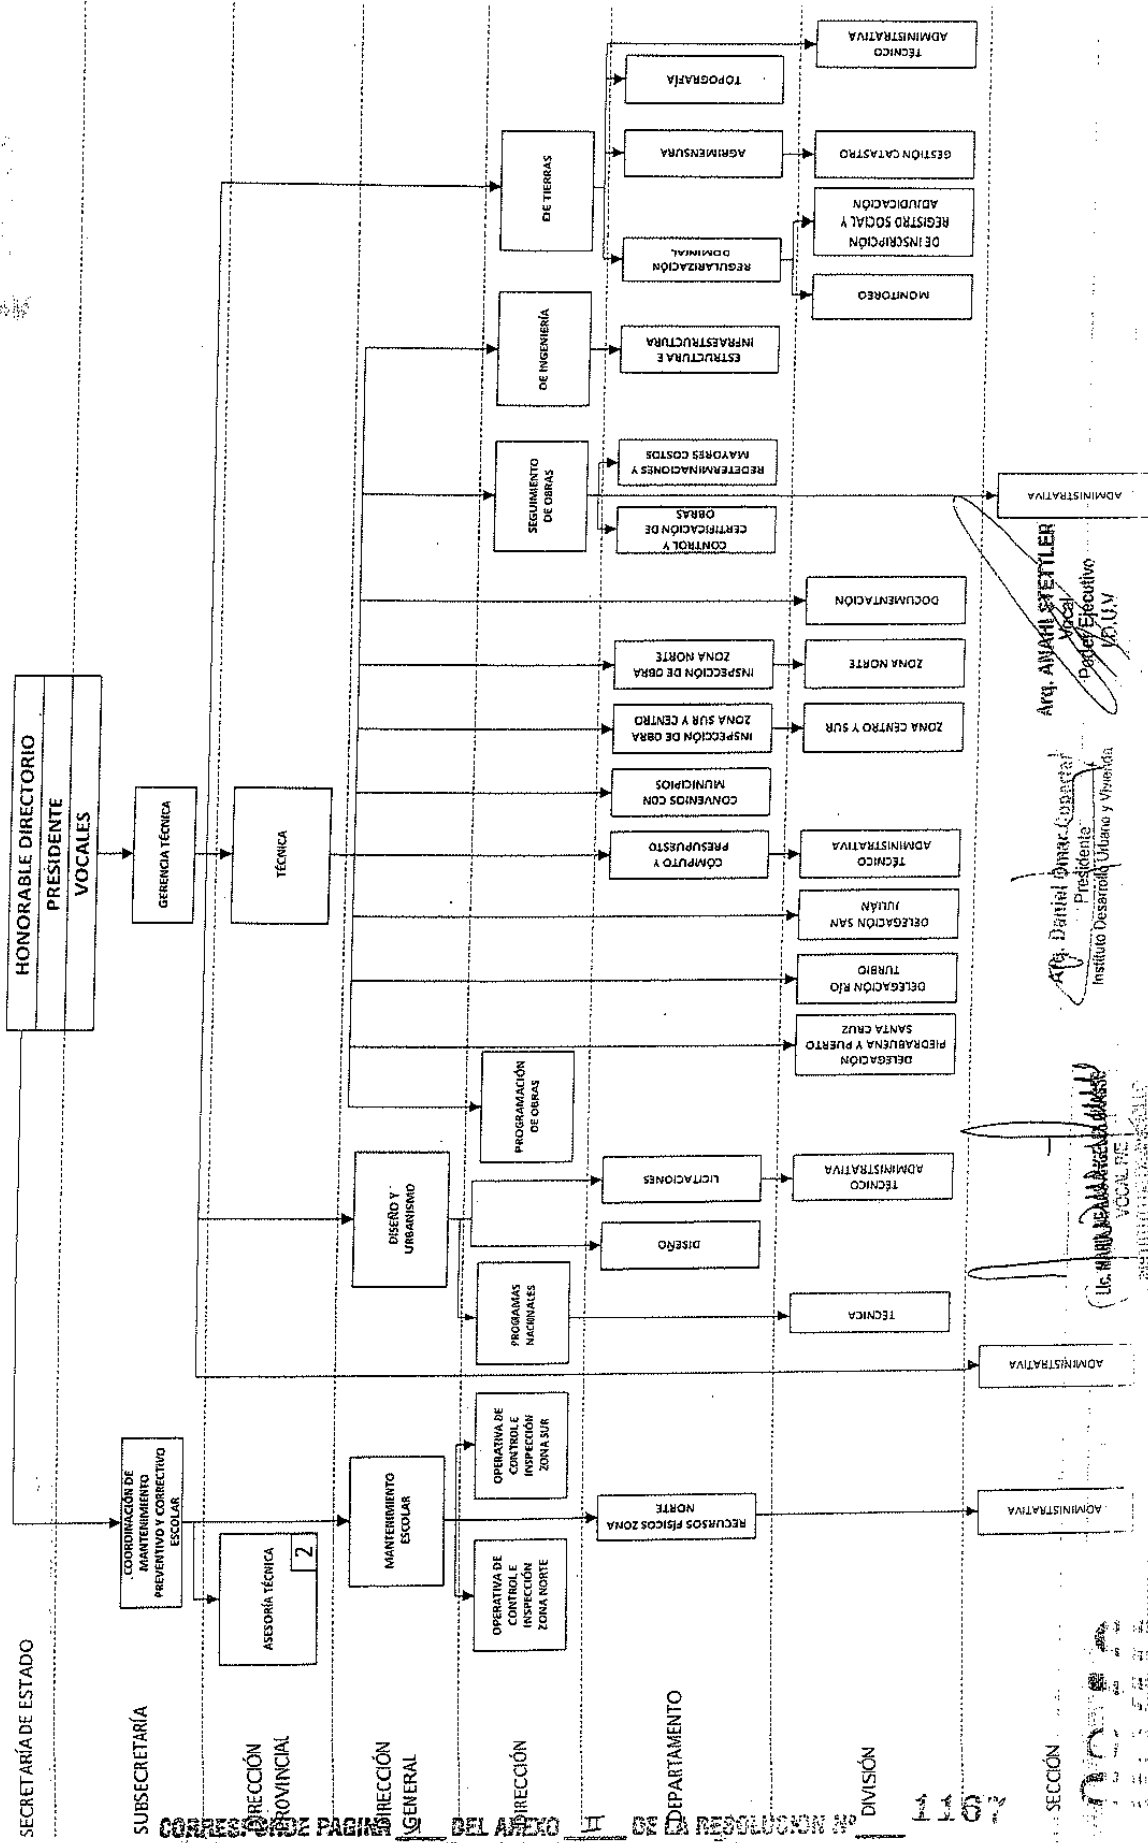 SECRETARÍA DE ESTADO
HONORABLE DIRECTORIO
PRESIDENTE
VOCALES
SUBSECRETARÍA
COORDINACIÓN DE
MANTENIMIENTO
PREVENTIVO Y CORRECTIVO
ESCOLAR
GERENCIA TÉCNICA
DIRECCIÓN
PROVINCIAL
ASESORÍA TÉCNICA
2
TÉCNICA
DIRECCIÓN
GENERAL
MANTENIMIENTO
ESCOLAR
DISEÑO Y
URBANISMO
DIRECCIÓN
OPERATIVA DE
CONTROL E
INSPECCIÓN
ZONA NORTE
OPERATIVA DE
CONTROL E
INSPECCIÓN
ZONA SUR
PROGRAMAS
NACIONALES
PROGRAMACIÓN
DE OBRAS
SEGUIMIENTO
DE OBRAS
DE INGENIERÍA
DE TIERRAS
DEPARTAMENTO
RECURSOS FÍSICOS ZONA
NORTE
DISEÑO
LICITACIONES
CÓMPUTO Y
PRESUPUESTO
CONVENIOS CON
MUNICIPIOS
INSPECCIÓN DE OBRA
ZONA SUR Y CENTRO
INSPECCIÓN DE OBRA
ZONA NORTE
CONTROL Y
CERTIFICACIÓN DE
OBRAS
REDETERMINACIONES Y
MAYORES COSTOS
ESTRUCTURA E
INFRAESTRUCTURA
REGULARIZACIÓN
DOMINIAL
AGRIMENSURA
TOPOGRAFÍA
DIVISIÓN
TÉCNICA
TÉCNICO
ADMINISTRATIVA
DELEGACIÓN
PIEDRABUENA Y PUERTO
SANTA CRUZ
DELEGACIÓN RÍO
TURBIO
DELEGACIÓN SAN
JULIÁN
TÉCNICO
ADMINISTRATIVA
ZONA CENTRO Y SUR
ZONA NORTE
DOCUMENTACIÓN
MONITOREO
DE INSCRIPCIÓN
REGISTRO SOCIAL Y
ADJUDICACIÓN
GESTIÓN CATASTRO
TÉCNICO
ADMINISTRATIVA
SECCIÓN
ADMINISTRATIVA
ADMINISTRATIVA
ADMINISTRATIVA
VOCAL
Presidente
Instituto Desarrollo Urbano y Vivienda
Arq. ANAHI STETTLER
Vocal
Poder Ejecutivo
I.D.U.V
CORRESPONDE PAGINA DEL ANEXO II DE LA RESOLUCION Nº 1107